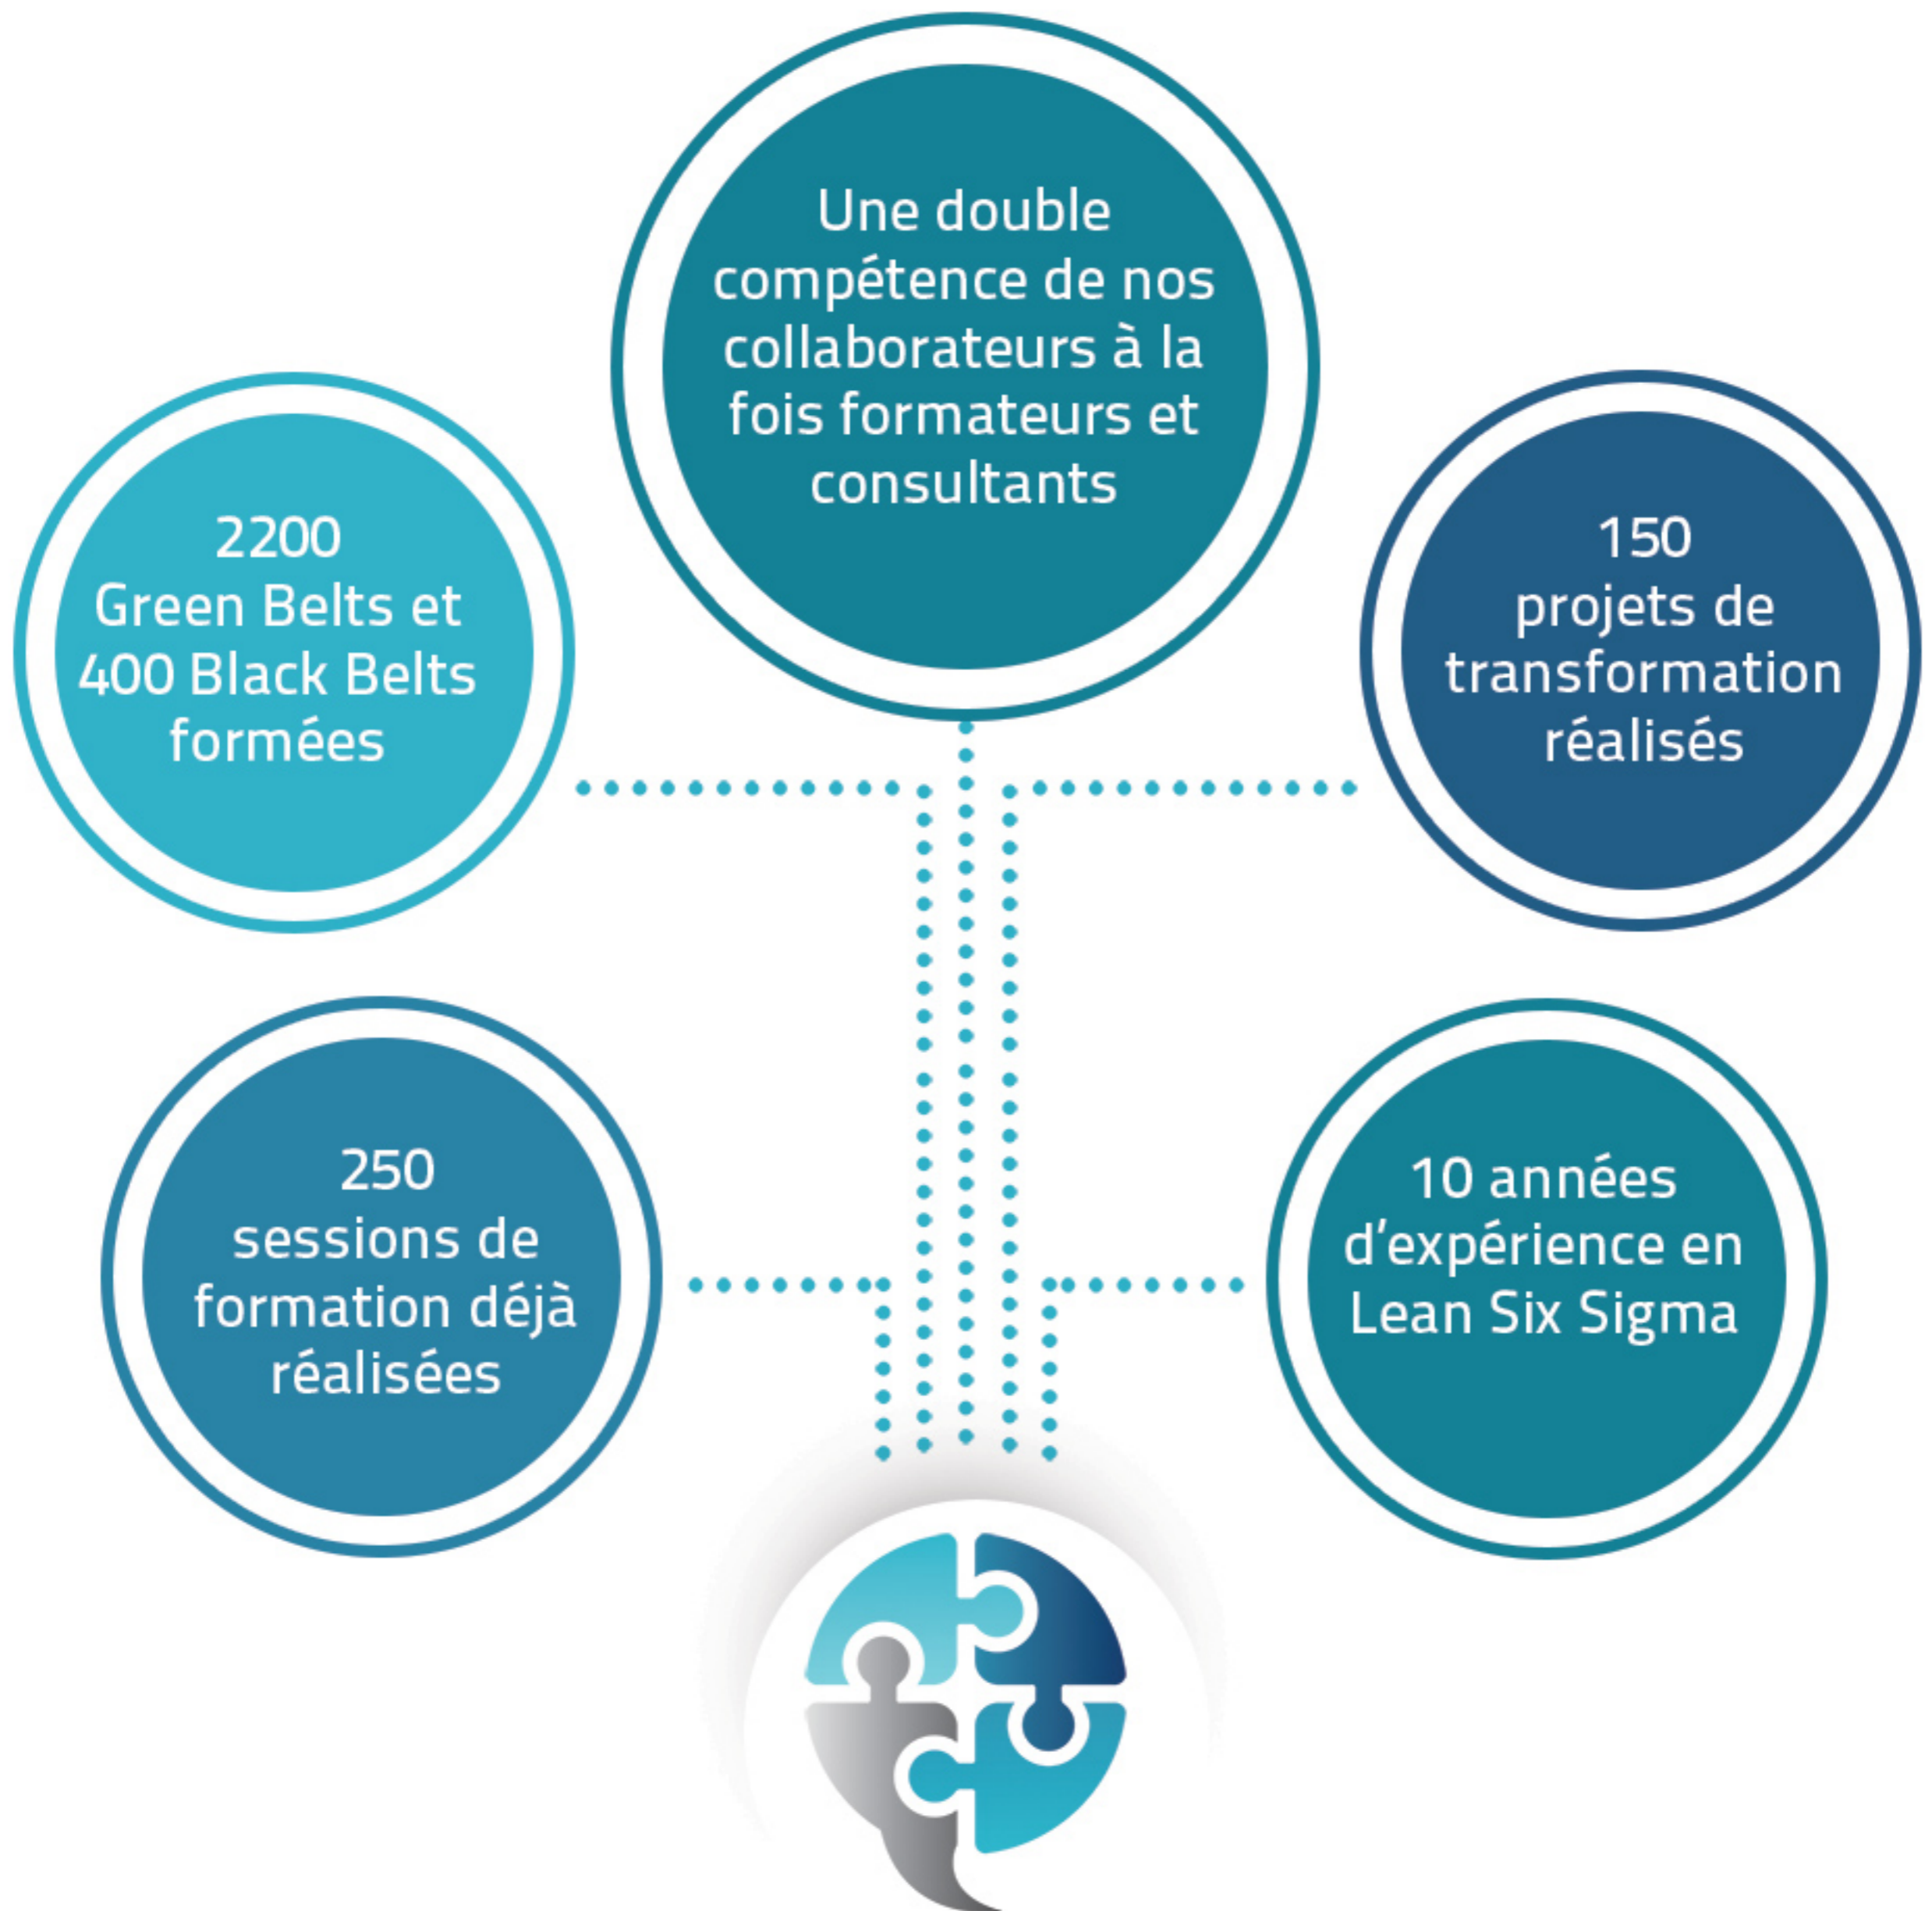 Une double
compétence de nos
collaborateurs à la
fois formateurs et
consultants
2200
Green Belts et
400 Black Belts
formées
150
projets de
transformation
réalisés
250
sessions de
formation déjà
réalisées
10 années
d'expérience en
Lean Six Sigma